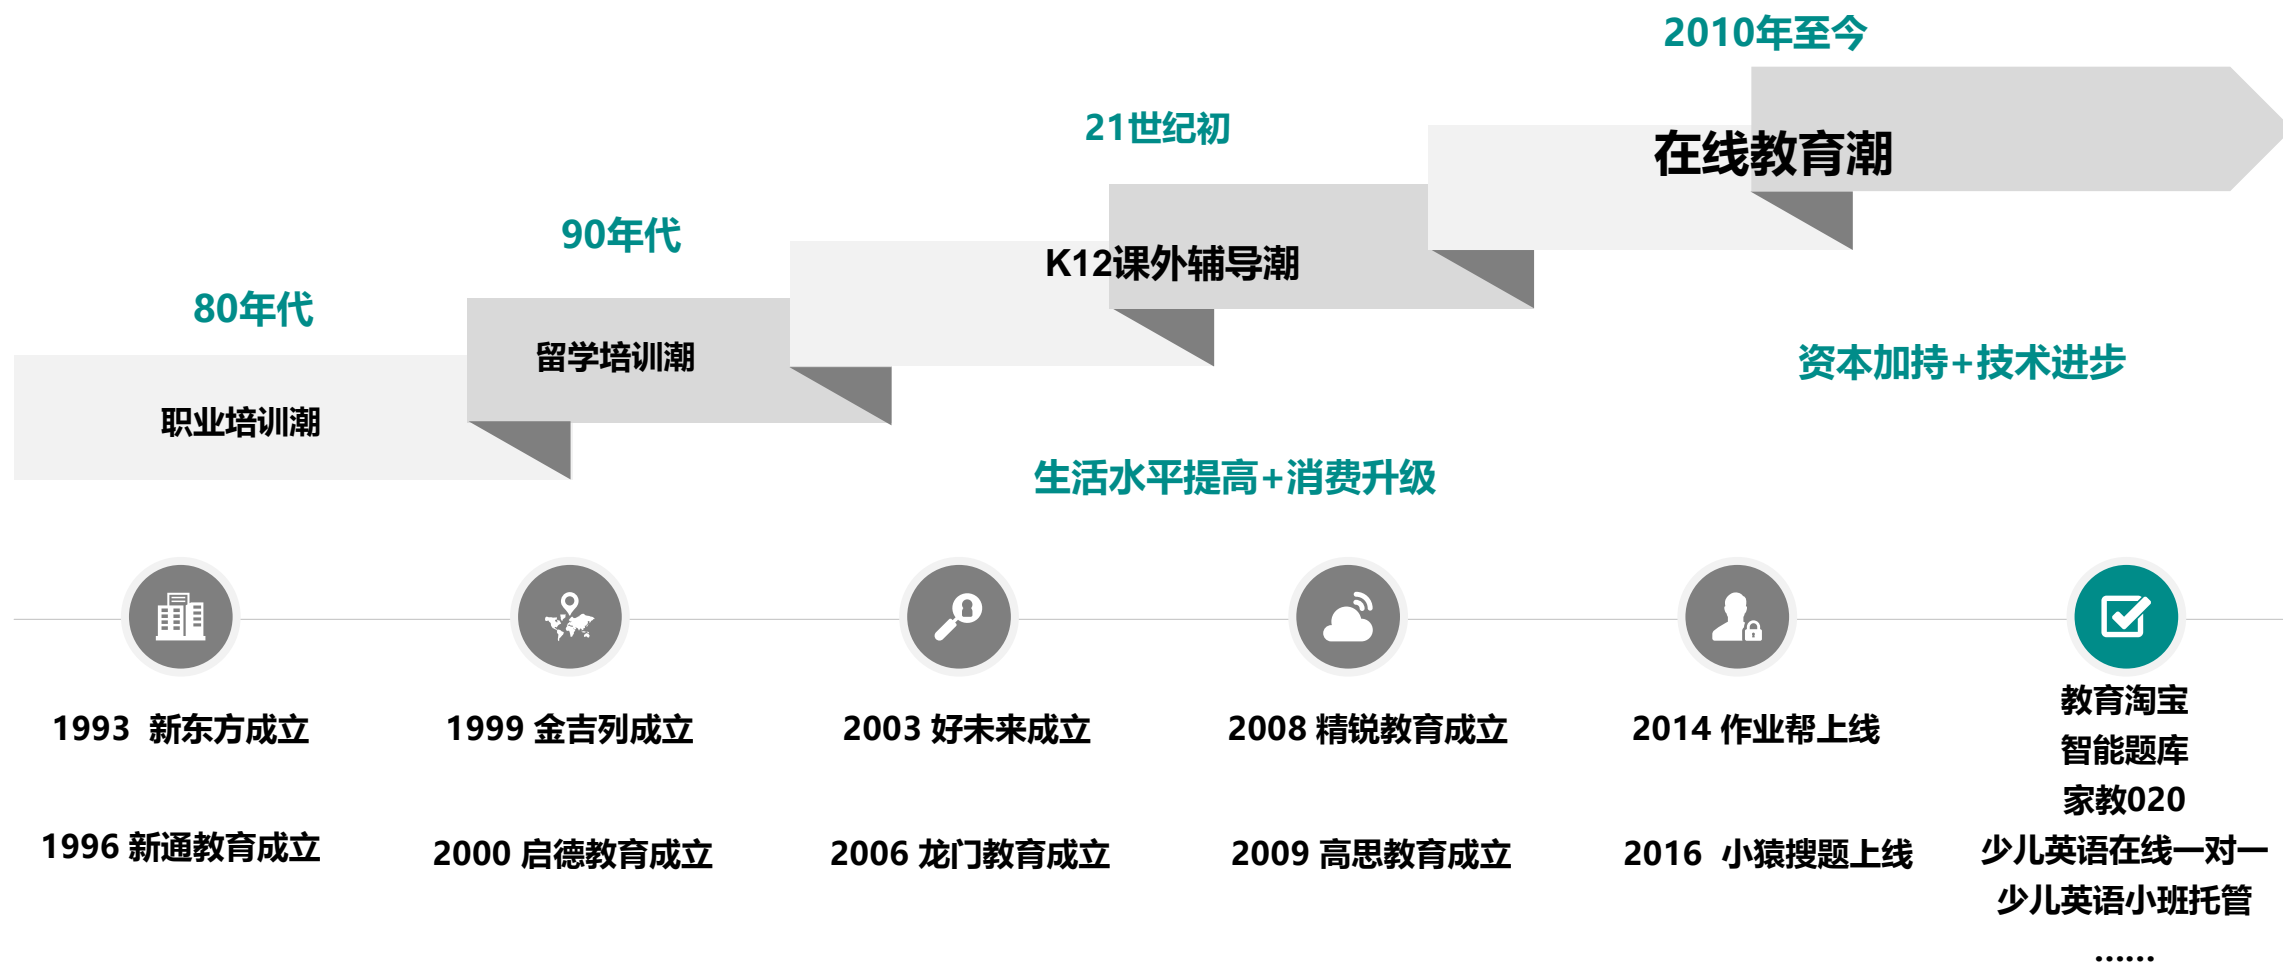 2010年至今
在线教育潮
21世纪初
K12课外辅导潮
90年代
留学培训潮
80年代
职业培训潮
资本加持+技术进步
生活水平提高+消费升级
1993 新东方成立
1996 新通教育成立
1999 金吉列成立
2000 启德教育成立
2003 好未来成立
2006 龙门教育成立
2008 精锐教育成立
2009 高思教育成立
2014 作业帮上线
2016 小猿搜题上线
教育淘宝
智能题库
家教020
少儿英语在线一对一
少儿英语小班托管
……